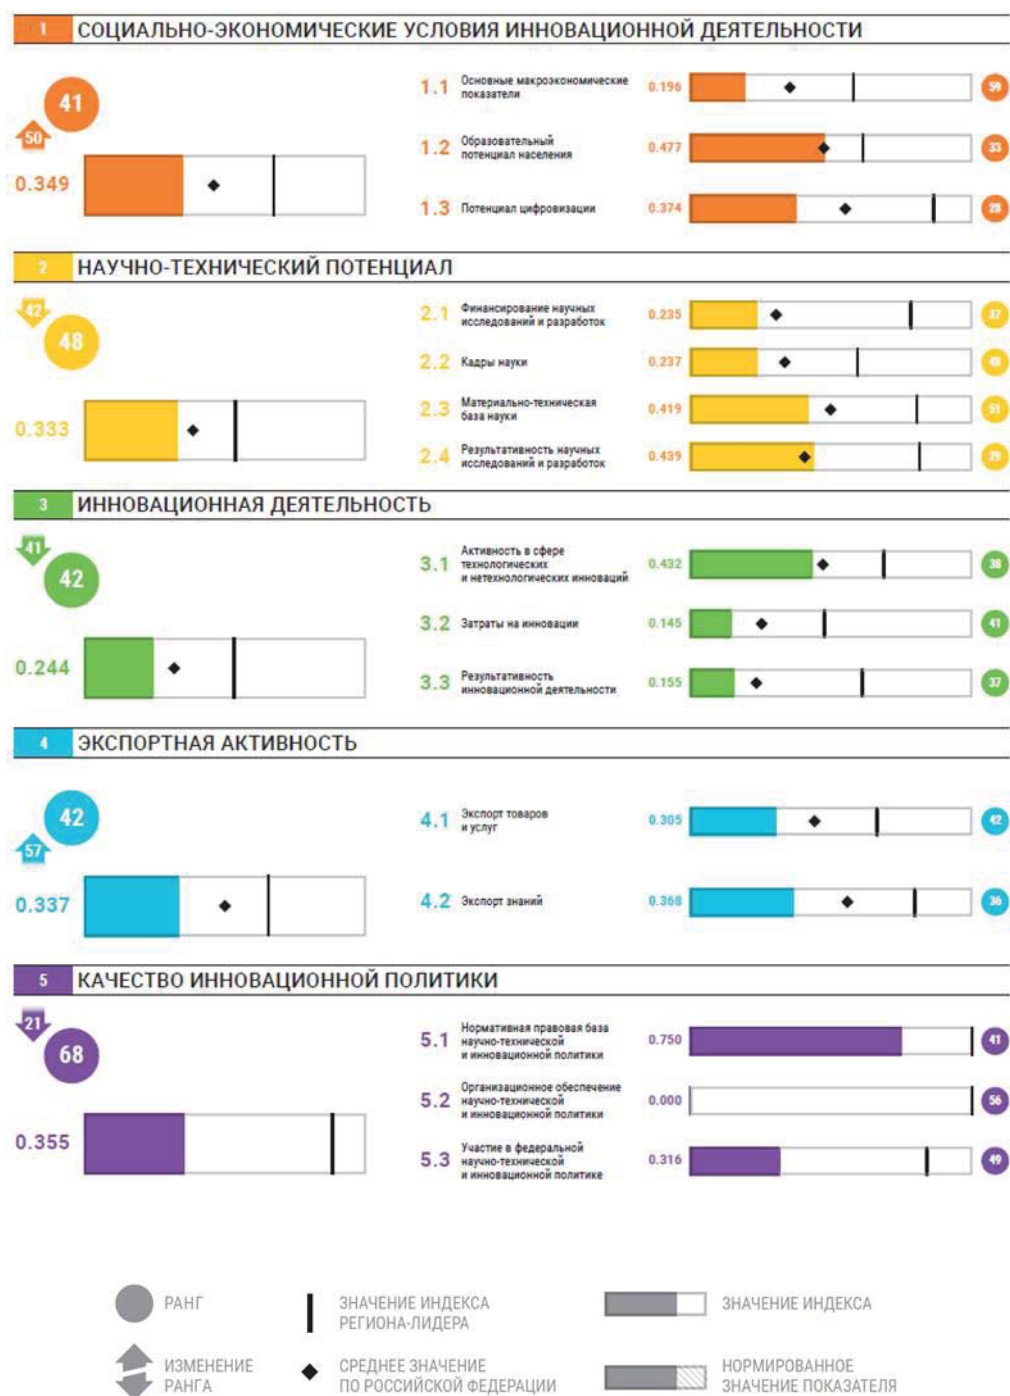 1 СОЦИАЛЬНО-ЭКОНОМИЧЕСКИЕ УСЛОВИЯ ИННОВАЦИОННОЙ ДЕЯТЕЛЬНОСТИ
41
50
0.349
1.1 Основные макроэкономические
показатели
0.196
59
1.2 Образовательный
потенциал населения
0.477
33
1.3 Потенциал цифровизации
0.374
28
2 НАУЧНО-ТЕХНИЧЕСКИЙ ПОТЕНЦИАЛ
42
48
0.333
2.1 Финансирование научных
исследований и разработок
0.235
37
2.2 Кадры науки
0.237
2.3 Материально-техническая
база науки
0.419
51
2.4 Результативность научных
исследований и разработок
0.439
29
3 ИННОВАЦИОННАЯ ДЕЯТЕЛЬНОСТЬ
41
42
0.244
3.1 Активность в сфере
технологических
и нетехнологических инноваций
0.432
38
3.2 Затраты на инновации
0.145
41
3.3 Результативность
инновационной деятельности
0.155
37
4 ЭКСПОРТНАЯ АКТИВНОСТЬ
42
57
0.337
4.1 Экспорт товаров
и услуг
0.305
42
4.2 Экспорт знаний
0.368
36
5 КАЧЕСТВО ИННОВАЦИОННОЙ ПОЛИТИКИ
21
68
0.355
5.1 Нормативная правовая база
научно-технической
и инновационной политики
0.750
41
5.2 Организационное обеспечение
научно-технической
и инновационной политики
0.000
56
5.3 Участие в федеральной
научно-технической
и инновационной политике
0.316
49
РАНГ
ЗНАЧЕНИЕ ИНДЕКСА
РЕГИОНА-ЛИДЕРА
ЗНАЧЕНИЕ ИНДЕКСА
ИЗМЕНЕНИЕ
РАНГА
СРЕДНЕЕ ЗНАЧЕНИЕ
ПО РОССИЙСКОЙ ФЕДЕРАЦИИ
НОРМИРОВАННОЕ
ЗНАЧЕНИЕ ПОКАЗАТЕЛЯ